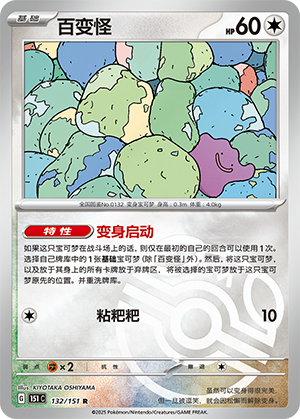 基础
百变怪
HP60
全国图鉴No.0132 变身宝可梦 身高：0.3m 体重：4.0kg
特性 变身启动
如果这只宝可梦在战斗场上的话，则仅在最初的自己的回合可以使用1次。
选择自己牌库中的1张基础宝可梦（除「百变怪」外）。然后，将这只宝可梦，
以及放于其身上的所有卡牌放于弃牌区，将被选择的宝可梦放于这只宝可
梦原先的位置。并重洗牌库。
粘粑粑 10
弱点 ×2 抵抗力 撤退
Illus. KIYOTAKA OSHIYAMA
G 151 C 132/151 R
©2025 Pokémon/Nintendo/Creatures/GAME FREAK.